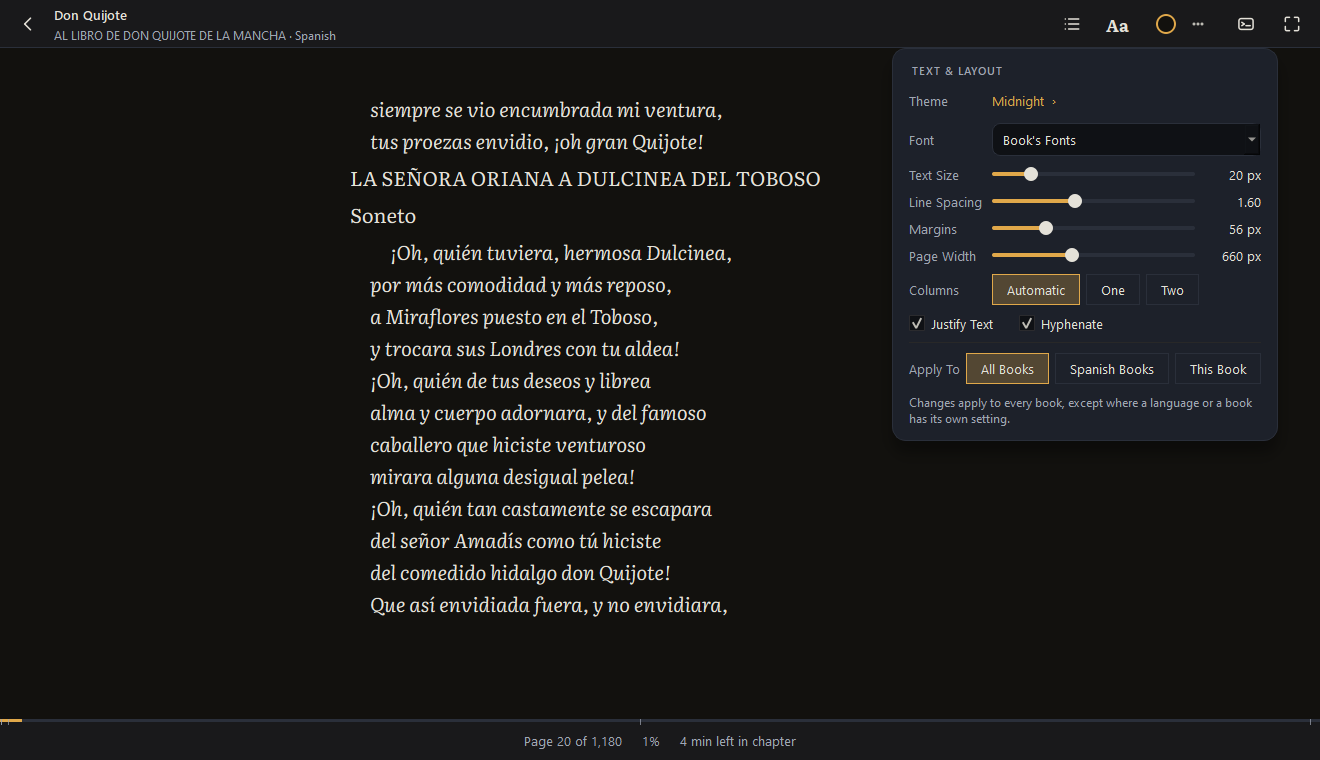 Don Quijote
AL LIBRO DE DON QUIJOTE DE LA MANCHA · Spanish
Aa
siempre se vio encumbrada mi ventura,
tus proezas envidio, ¡oh gran Quijote!
LA SEÑORA ORIANA A DULCINEA DEL TOBOSO
Soneto
¡Oh, quién tuviera, hermosa Dulcinea,
por más comodidad y más reposo,
a Miraflores puesto en el Toboso,
y trocara sus Londres con tu aldea!
¡Oh, quién de tus deseos y librea
alma y cuerpo adornara, y del famoso
caballero que hiciste venturoso
mirara alguna desigual pelea!
¡Oh, quién tan castamente se escapara
del señor Amadís como tú hiciste
del comedido hidalgo don Quijote!
Que así envidiada fuera, y no envidiara,
TEXT & LAYOUT
Theme Midnight ›
Font Book's Fonts
Text Size 20 px
Line Spacing 1.60
Margins 56 px
Page Width 660 px
Columns Automatic One Two
Justify Text Hyphenate
Apply To All Books Spanish Books This Book
Changes apply to every book, except where a language or a book
has its own setting.
Page 20 of 1,180 1% 4 min left in chapter